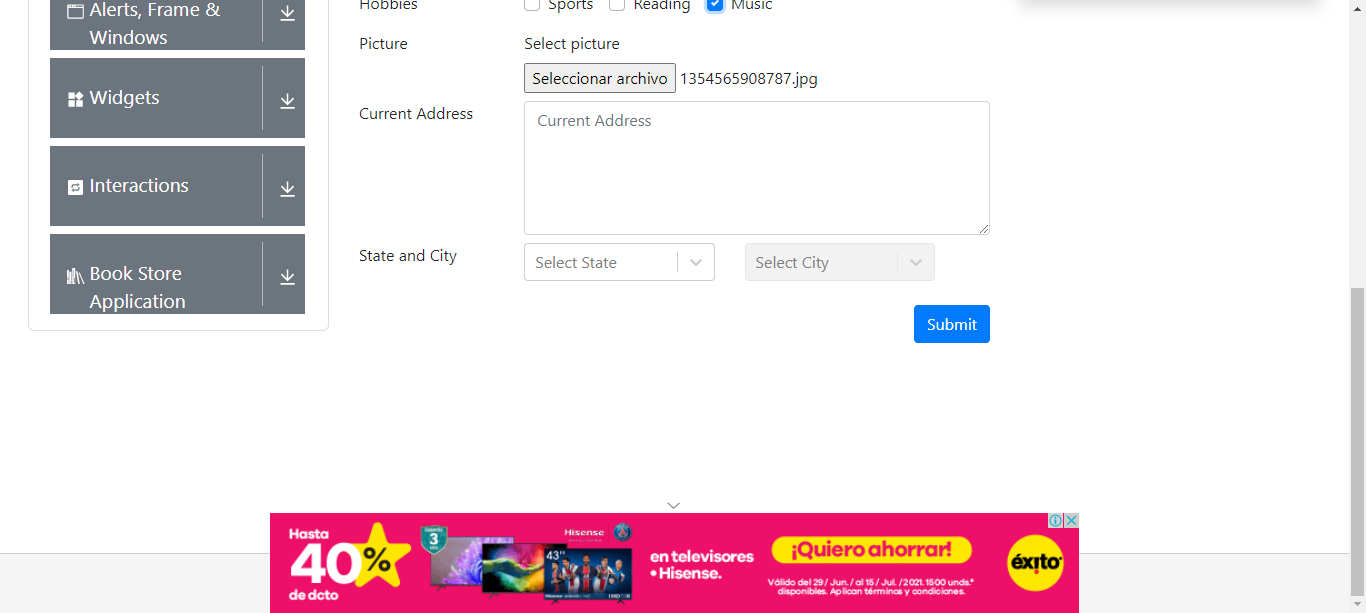 Alerts, Frame &
Windows
Widgets
Interactions
Book Store
Application
Hobbies
Sports
Reading
Music
Picture
Select picture
Seleccionar archivo 1354565908787.jpg
Current Address
Current Address
State and City
Select State
Select City
Submit
Hasta
40%
de dcto
3
Hisense
43"
en televisores
• Hisense.
¡Quiero ahorrar!
Válido del 29 / Jun. / al 15 / Jul. / 2021. 1500 unds.*
disponibles. Aplican términos y condiciones.
éxito